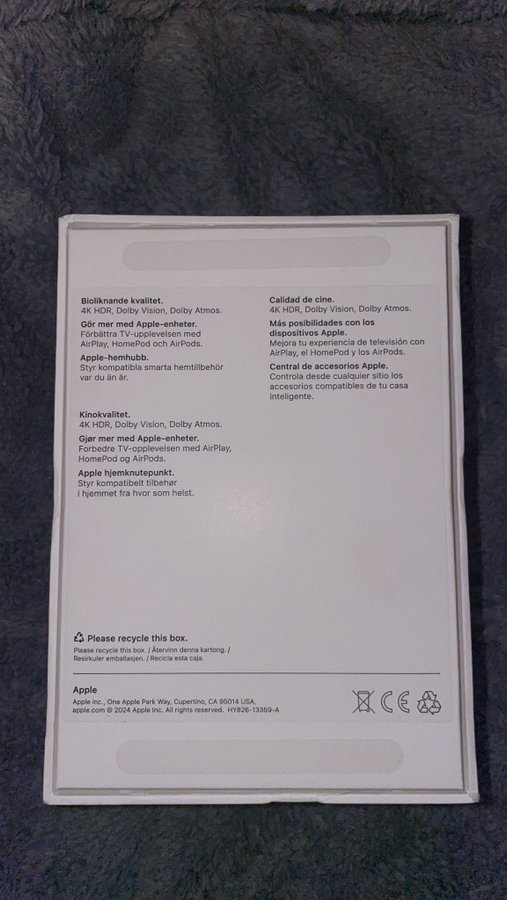 Bioliknande kvalitet.
4K HDR, Dolby Vision, Dolby Atmos.
Gör mer med Apple-enheter.
Förbättra TV-upplevelsen med
AirPlay, HomePod och AirPods.
Apple-hemhubb.
Styr kompatibla smarta hemtillbehör
var du än är.
Kinokvalitet.
4K HDR, Dolby Vision, Dolby Atmos.
Gjør mer med Apple-enheter.
Forbedre TV-opplevelsen med AirPlay,
HomePod og AirPods.
Apple hjemknutepunkt.
Styr kompatibelt tilbehør
i hjemmet fra hvor som helst.
Calidad de cine.
4K HDR, Dolby Vision, Dolby Atmos.
Más posibilidades con los
dispositivos Apple.
Mejora tu experiencia de televisión con
AirPlay, el HomePod y los AirPods.
Central de accesorios Apple.
Controla desde cualquier sitio los
accesorios compatibles de tu casa
inteligente.
Please recycle this box.
Please recycle this box. / Återvinn denna kartong. /
Resirkuler emballasjen. / Recicla esta caja.
Apple
Apple Inc., One Apple Park Way, Cupertino, CA 95014 USA,
apple.com © 2024 Apple Inc. All rights reserved. HY826-13359-A
CE